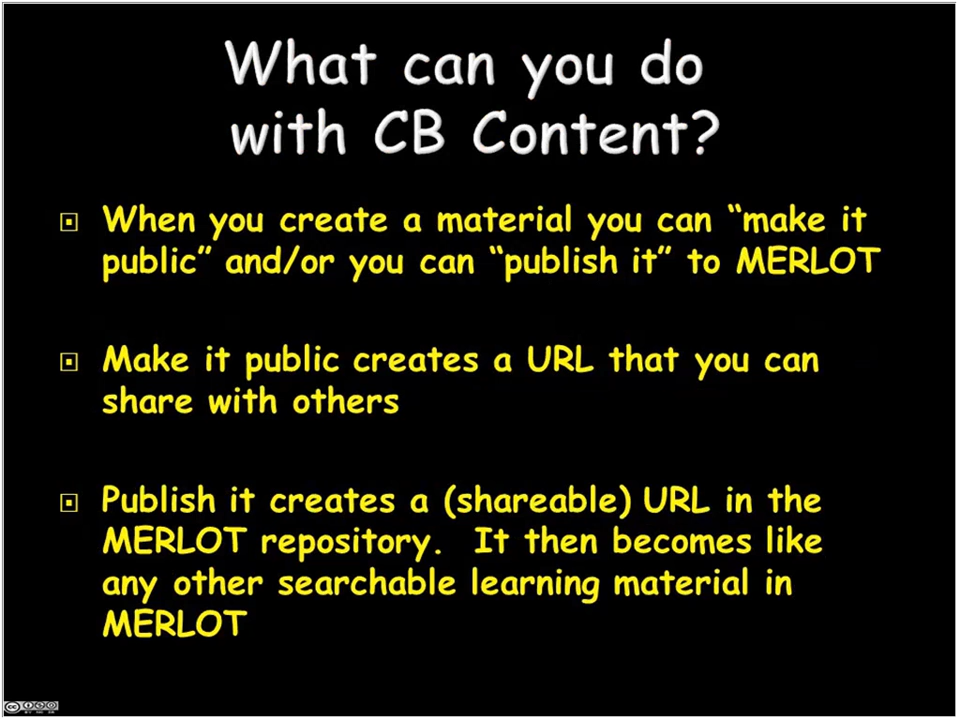 What can you do
with CB Content?
When you create a material you can “make it
public” and/or you can “publish it” to MERLOT
Make it public creates a URL that you can
share with others
Publish it creates a (shareable) URL in the
MERLOT repository.  It then becomes like
any other searchable learning material in
MERLOT